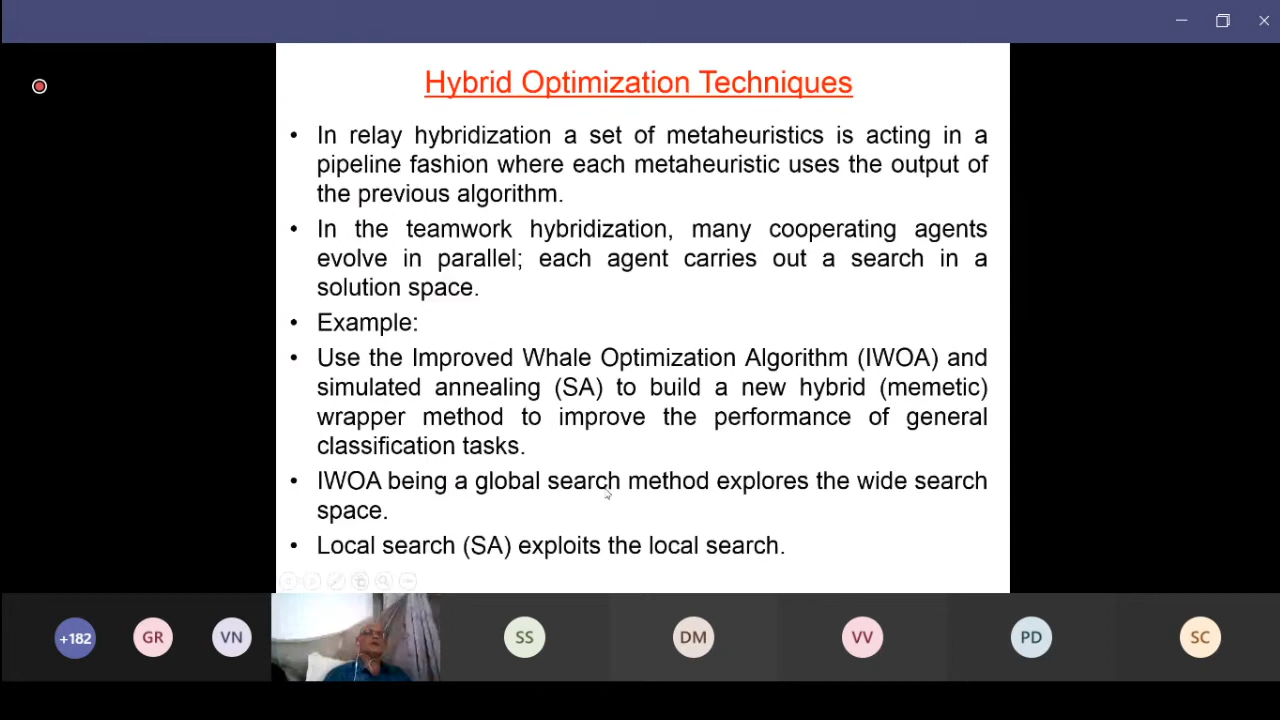 Hybrid Optimization Techniques
• In relay hybridization a set of metaheuristics is acting in a
pipeline fashion where each metaheuristic uses the output of
the previous algorithm.
• In the teamwork hybridization, many cooperating agents
evolve in parallel; each agent carries out a search in a
solution space.
• Example:
• Use the Improved Whale Optimization Algorithm (IWOA) and
simulated annealing (SA) to build a new hybrid (memetic)
wrapper method to improve the performance of general
classification tasks.
• IWOA being a global search method explores the wide search
space.
• Local search (SA) exploits the local search.
+182 GR VN SS DM VV PD SC